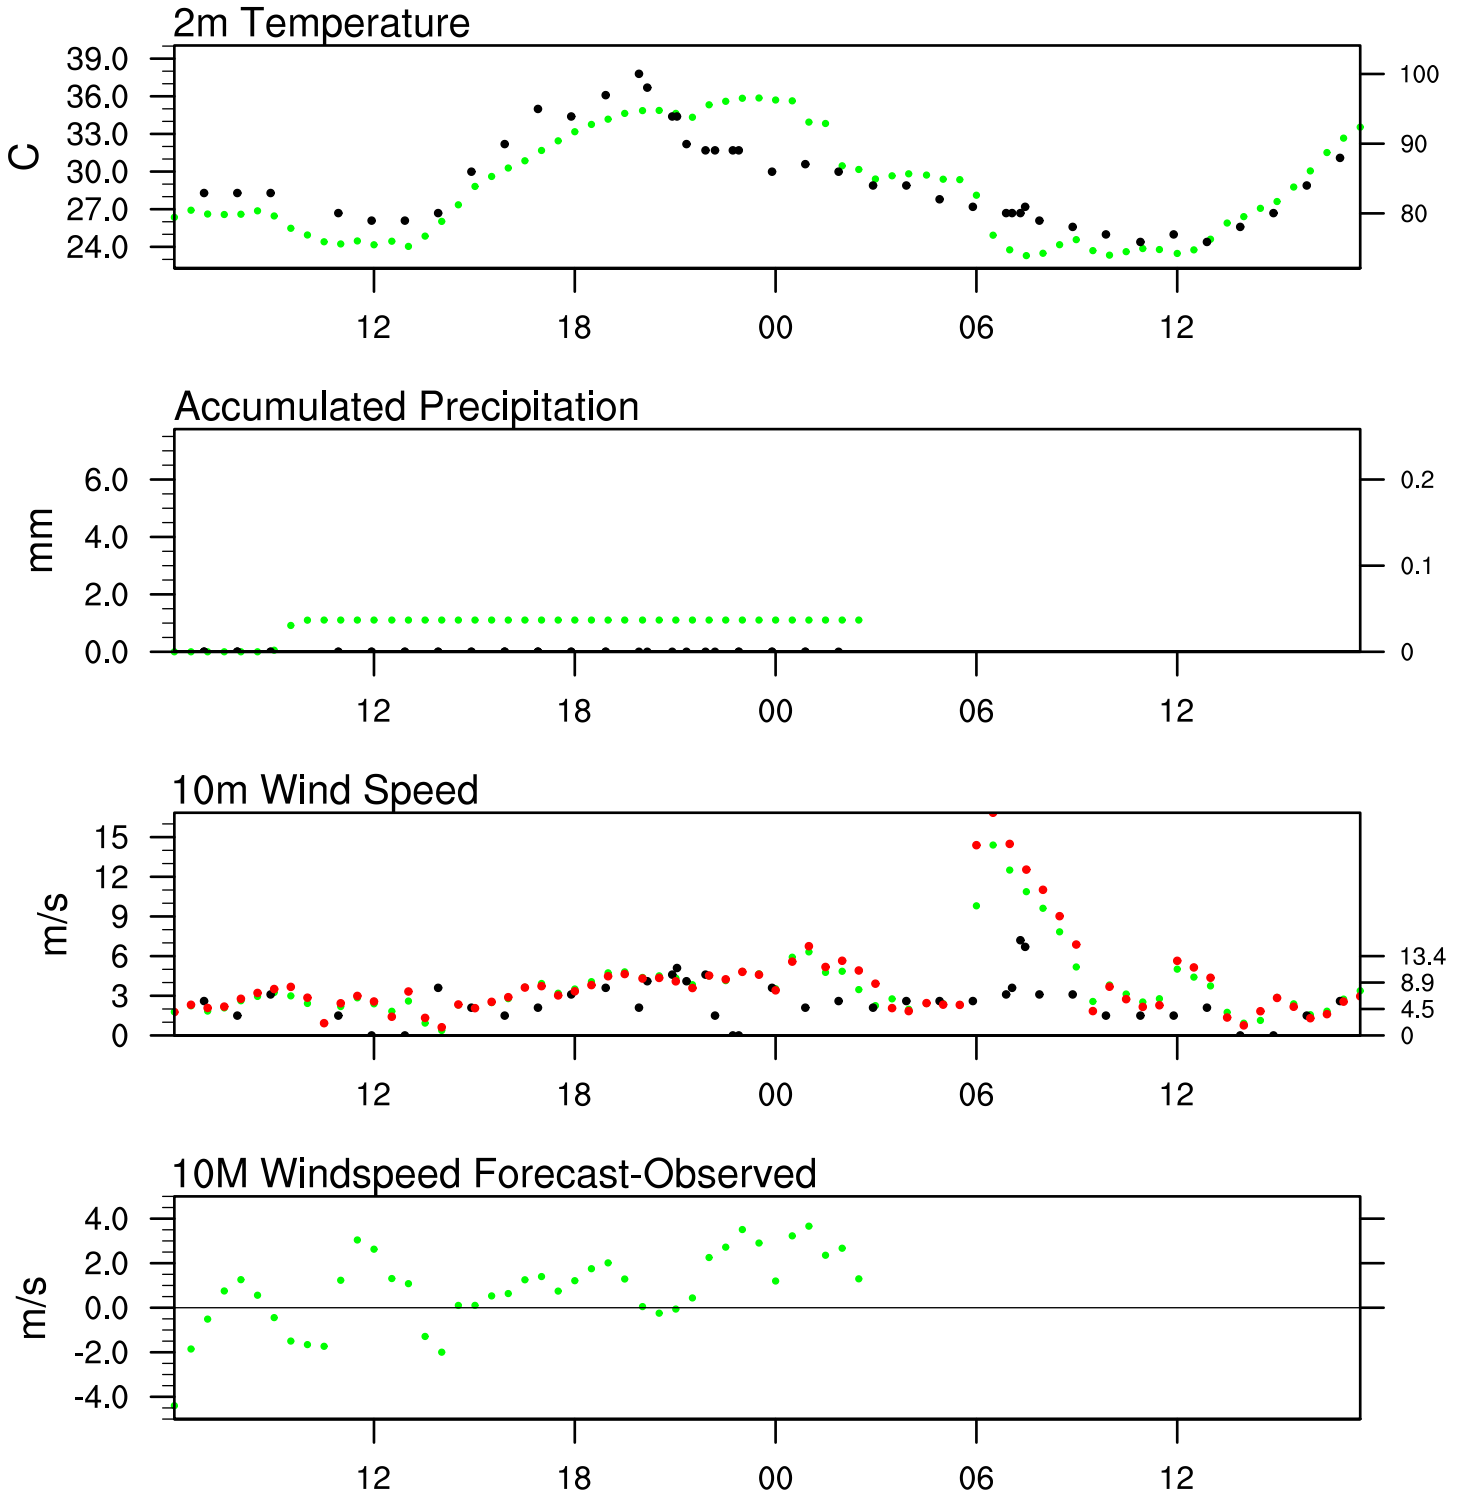 2m Temperature
39.0
36.0
33.0
30.0
27.0
24.0
C
100
90
80
12 18 00 06 12
Accumulated Precipitation
6.0
4.0
2.0
0.0
mm
0.2
0.1
0
12 18 00 06 12
10m Wind Speed
15
12
9
6
3
0
m/s
13.4
8.9
4.5
0
12 18 00 06 12
10M Windspeed Forecast-Observed
4.0
2.0
0.0
-2.0
-4.0
m/s
12 18 00 06 12